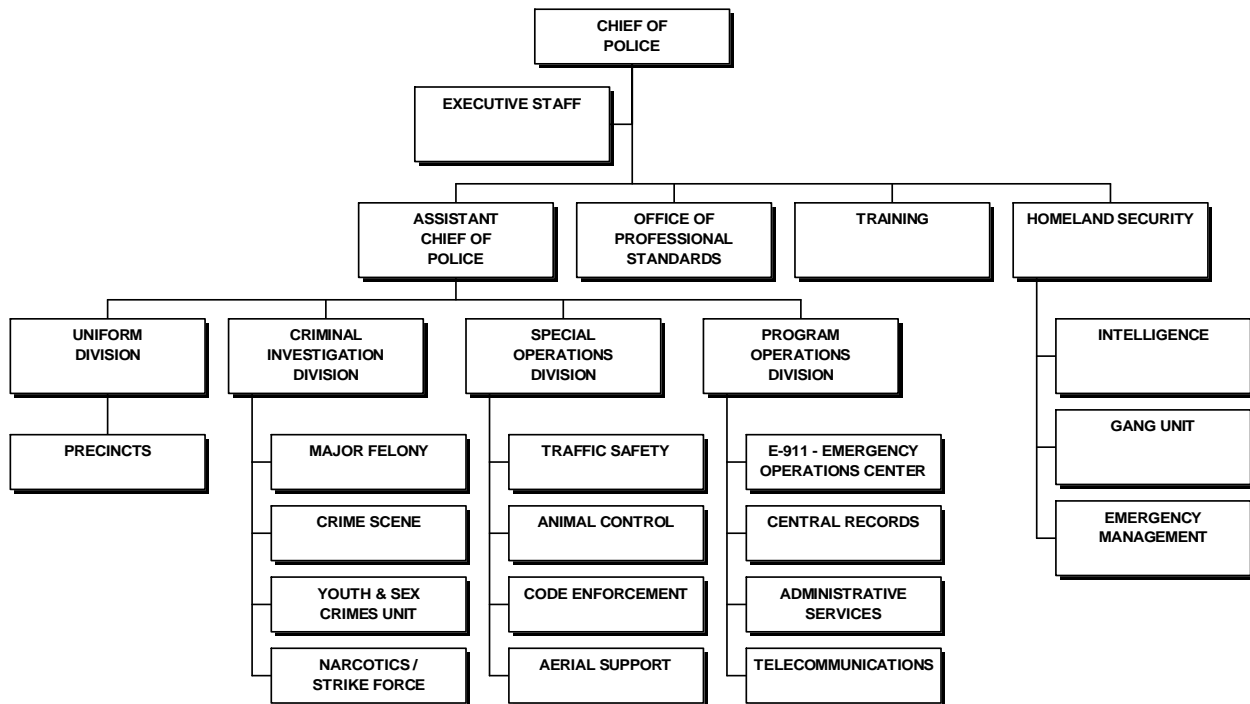 CHIEF OF
POLICE
EXECUTIVE STAFF
ASSISTANT
CHIEF OF
POLICE
OFFICE OF
PROFESSIONAL
STANDARDS
TRAINING
HOMELAND SECURITY
UNIFORM
DIVISION
CRIMINAL
INVESTIGATION
DIVISION
SPECIAL
OPERATIONS
DIVISION
PROGRAM
OPERATIONS
DIVISION
INTELLIGENCE
GANG UNIT
EMERGENCY
MANAGEMENT
PRECINCTS
MAJOR FELONY
CRIME SCENE
YOUTH & SEX
CRIMES UNIT
NARCOTICS /
STRIKE FORCE
TRAFFIC SAFETY
ANIMAL CONTROL
CODE ENFORCEMENT
AERIAL SUPPORT
E-911 - EMERGENCY
OPERATIONS CENTER
CENTRAL RECORDS
ADMINISTRATIVE
SERVICES
TELECOMMUNICATIONS